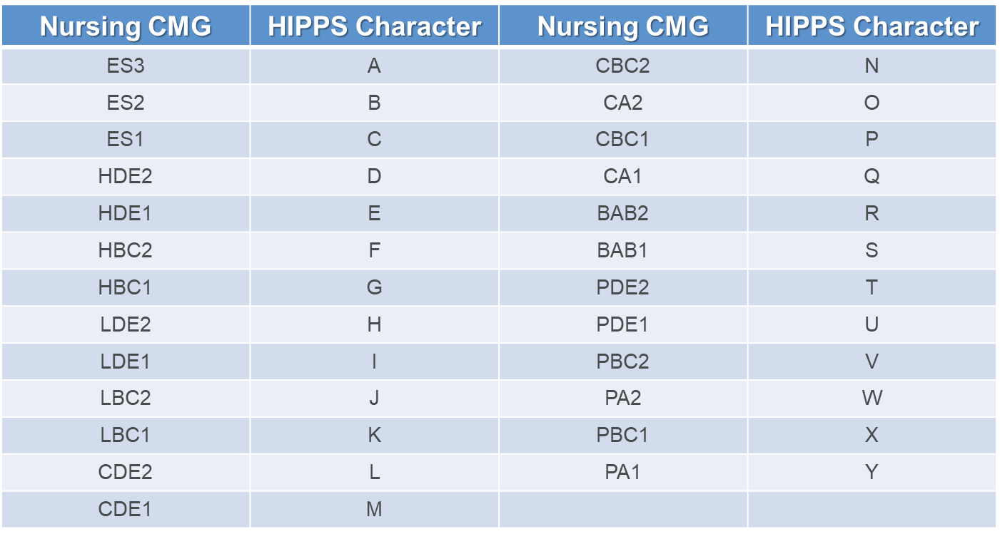 Nursing CMG HIPPS Character Nursing CMG HIPPS Character
ES3 A CBC2 N
ES2 B CA2 O
ES1 C CBC1 P
HDE2 D CA1 Q
HDE1 E BAB2 R
HBC2 F BAB1 S
HBC1 G PDE2 T
LDE2 H PDE1 U
LDE1 I PBC2 V
LBC2 J PA2 W
LBC1 K PBC1 X
CDE2 L PA1 Y
CDE1 M